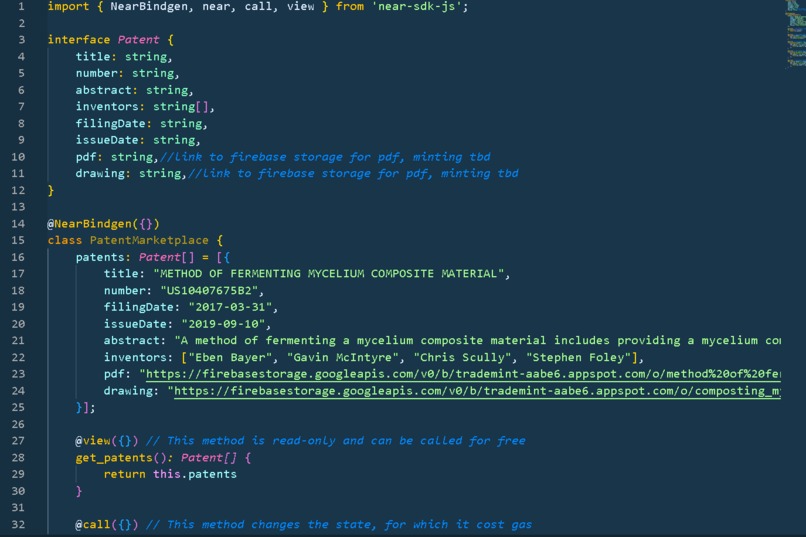 1 import { NearBindgen, near, call, view } from 'near-sdk-js';
2
3 interface Patent {
4 title: string,
5 number: string,
6 abstract: string,
7 inventors: string[],
8 filingDate: string,
9 issueDate: string,
10 pdf: string,//link to firebase storage for pdf, minting tbd
11 drawing: string,//link to firebase storage for pdf, minting tbd
12 }
13
14 @NearBindgen({})
15 class PatentMarketplace {
16 patents: Patent[] = [{
17 title: "METHOD OF FERMENTING MYCELIUM COMPOSITE MATERIAL",
18 number: "US10407675B2",
19 filingDate: "2017-03-31",
20 issueDate: "2019-09-10",
21 abstract: "A method of fermenting a mycelium composite material includes providing a mycelium co
22 inventors: ["Eben Bayer", "Gavin McIntyre", "Chris Scully", "Stephen Foley"],
23 pdf: "https://firebasestorage.googleapis.com/v0/b/trademint-aabe6.appspot.com/o/method%20of%20fe
24 drawing: "https://firebasestorage.googleapis.com/v0/b/trademint-aabe6.appspot.com/o/composting_m
25 }];
26
27 @view({}) // This method is read-only and can be called for free
28 get_patents(): Patent[] {
29 return this.patents
30 }
31
32 @call({}) // This method changes the state, for which it cost gas